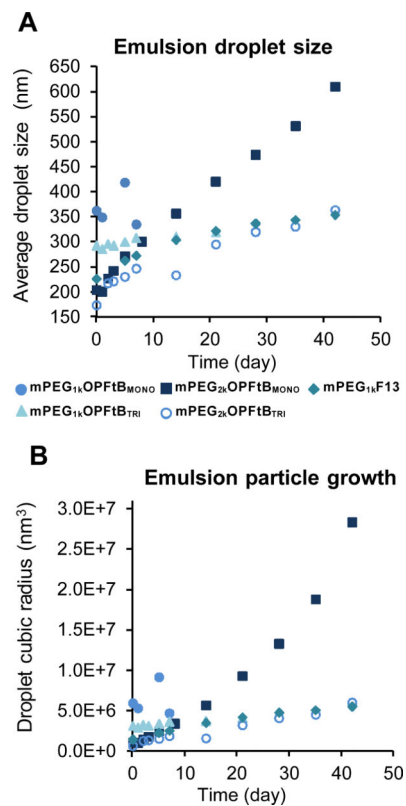 A
Emulsion droplet size
Average droplet size (nm)
650
600
550
500
450
400
350
300
250
200
150
0 10 20 30 40 50
Time (day)
mPEG1kOPFtBMONO mPEG2kOPFtBMONO mPEG1kF13
mPEG1kOPFtBTRI mPEG2kOPFtBTRI
B
Emulsion particle growth
Droplet cubic radius (nm³)
3.0E+7
2.5E+7
2.0E+7
1.5E+7
1.0E+7
5.0E+6
0.0E+0
0 10 20 30 40 50
Time (day)